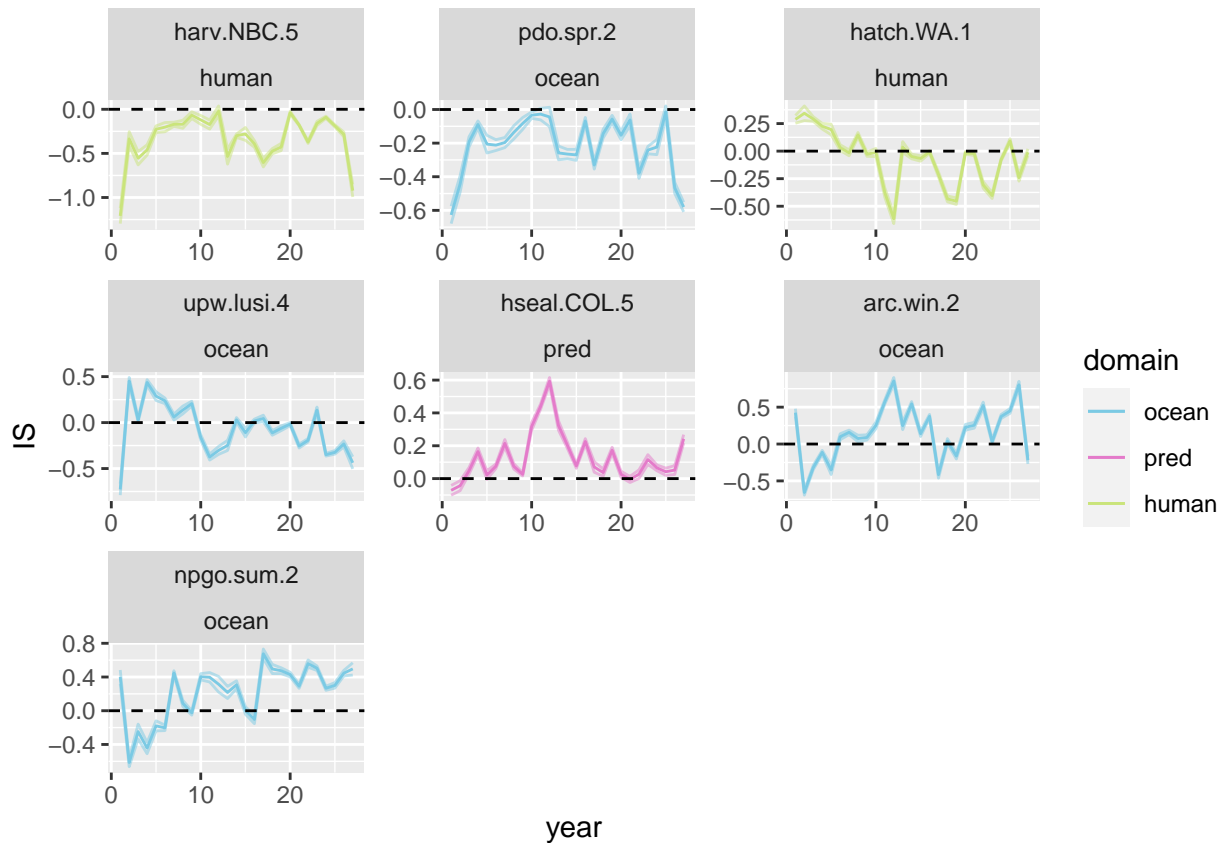 harv.NBC.5
human
0.0
−0.5
−1.0
0 10 20
pdo.spr.2
ocean
0.0
−0.2
−0.4
−0.6
0 10 20
hatch.WA.1
human
0.25
0.00
−0.25
−0.50
0 10 20
upw.lusi.4
ocean
0.5
0.0
−0.5
0 10 20
hseal.COL.5
pred
0.6
0.4
0.2
0.0
0 10 20
arc.win.2
ocean
0.5
0.0
−0.5
0 10 20
npgo.sum.2
ocean
0.8
0.4
0.0
−0.4
0 10 20
IS
year
domain
ocean
pred
human